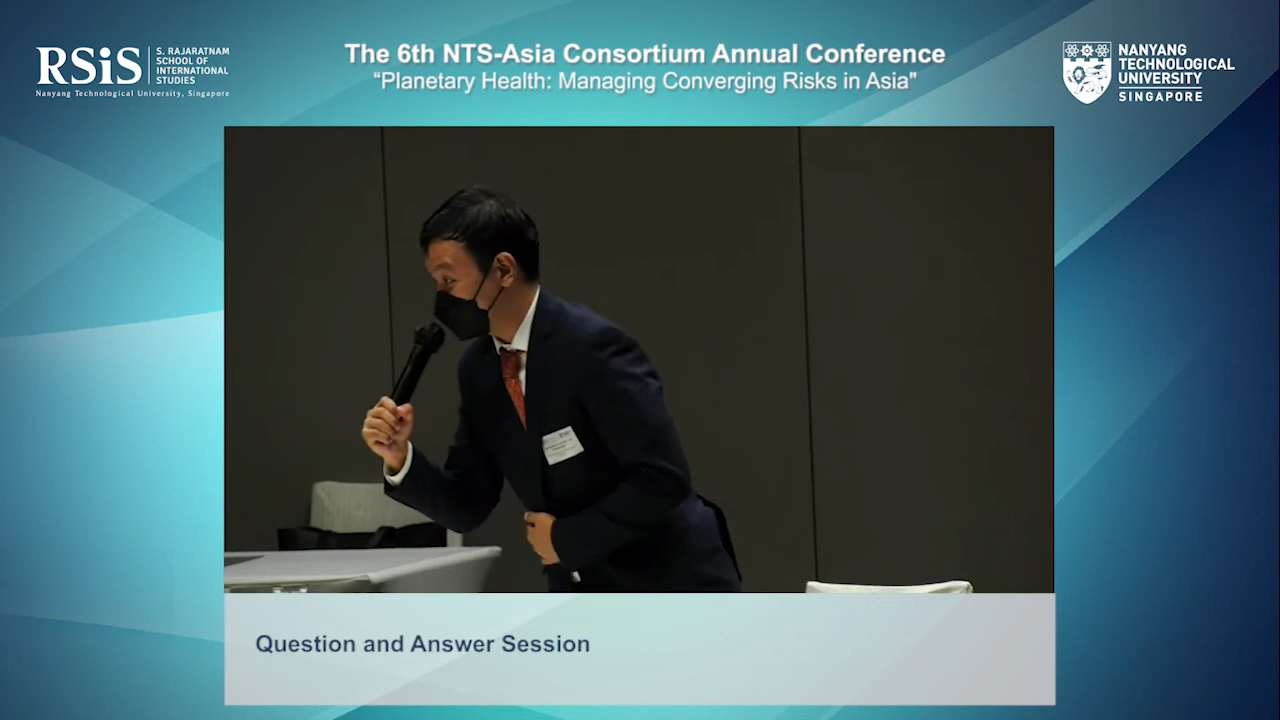 RSiS
S. RAJARATNAM
SCHOOL OF
INTERNATIONAL
STUDIES
Nanyang Technological University, Singapore
The 6th NTS-Asia Consortium Annual Conference
“Planetary Health: Managing Converging Risks in Asia"
NANYANG
TECHNOLOGICAL
UNIVERSITY
SINGAPORE
Question and Answer Session